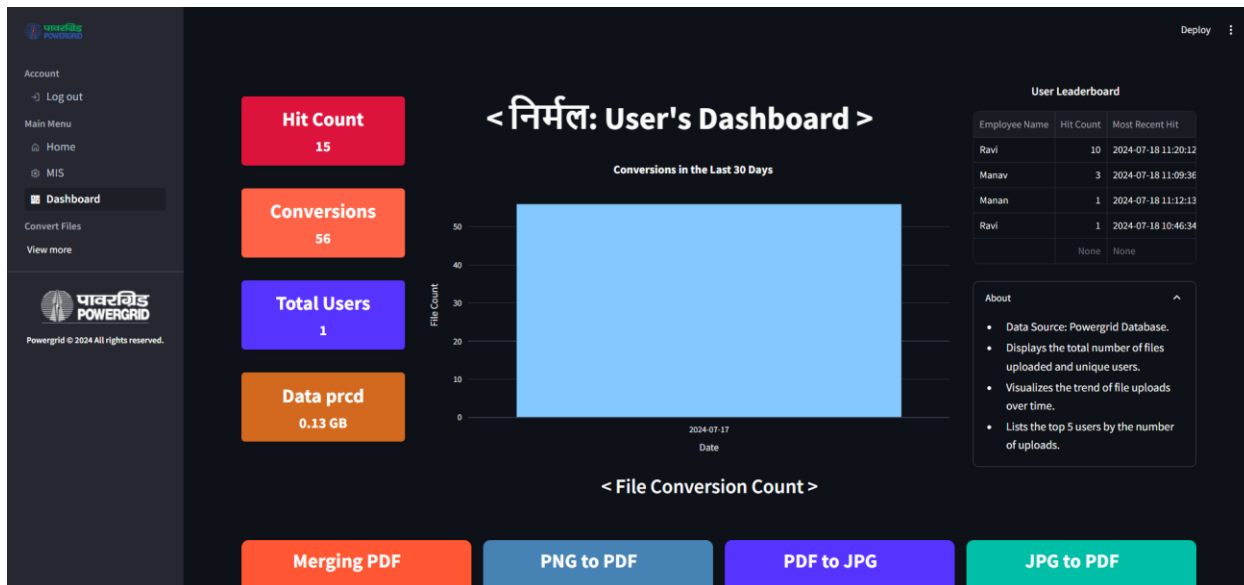 पावरग्रिड
POWERGRID
Account
Log out
Main Menu
Home
MIS
Dashboard
Convert Files
View more
पावरग्रिड
POWERGRID
Powergrid © 2024 All rights reserved.
Deploy
Hit Count
15
Conversions
56
Total Users
1
Data prcd
0.13 GB
< निर्मल: User's Dashboard >
Conversions in the Last 30 Days
File Count
50
40
30
20
10
0
2024-07-17
Date
User Leaderboard
Employee Name Hit Count Most Recent Hit
Ravi 10 2024-07-18 11:20:12
Manav 3 2024-07-18 11:09:36
Manan 1 2024-07-18 11:12:13
Ravi 1 2024-07-18 10:46:34
None None
About
• Data Source: Powergrid Database.
• Displays the total number of files
uploaded and unique users.
• Visualizes the trend of file uploads
over time.
• Lists the top 5 users by the number
of uploads.
< File Conversion Count >
Merging PDF
PNG to PDF
PDF to JPG
JPG to PDF